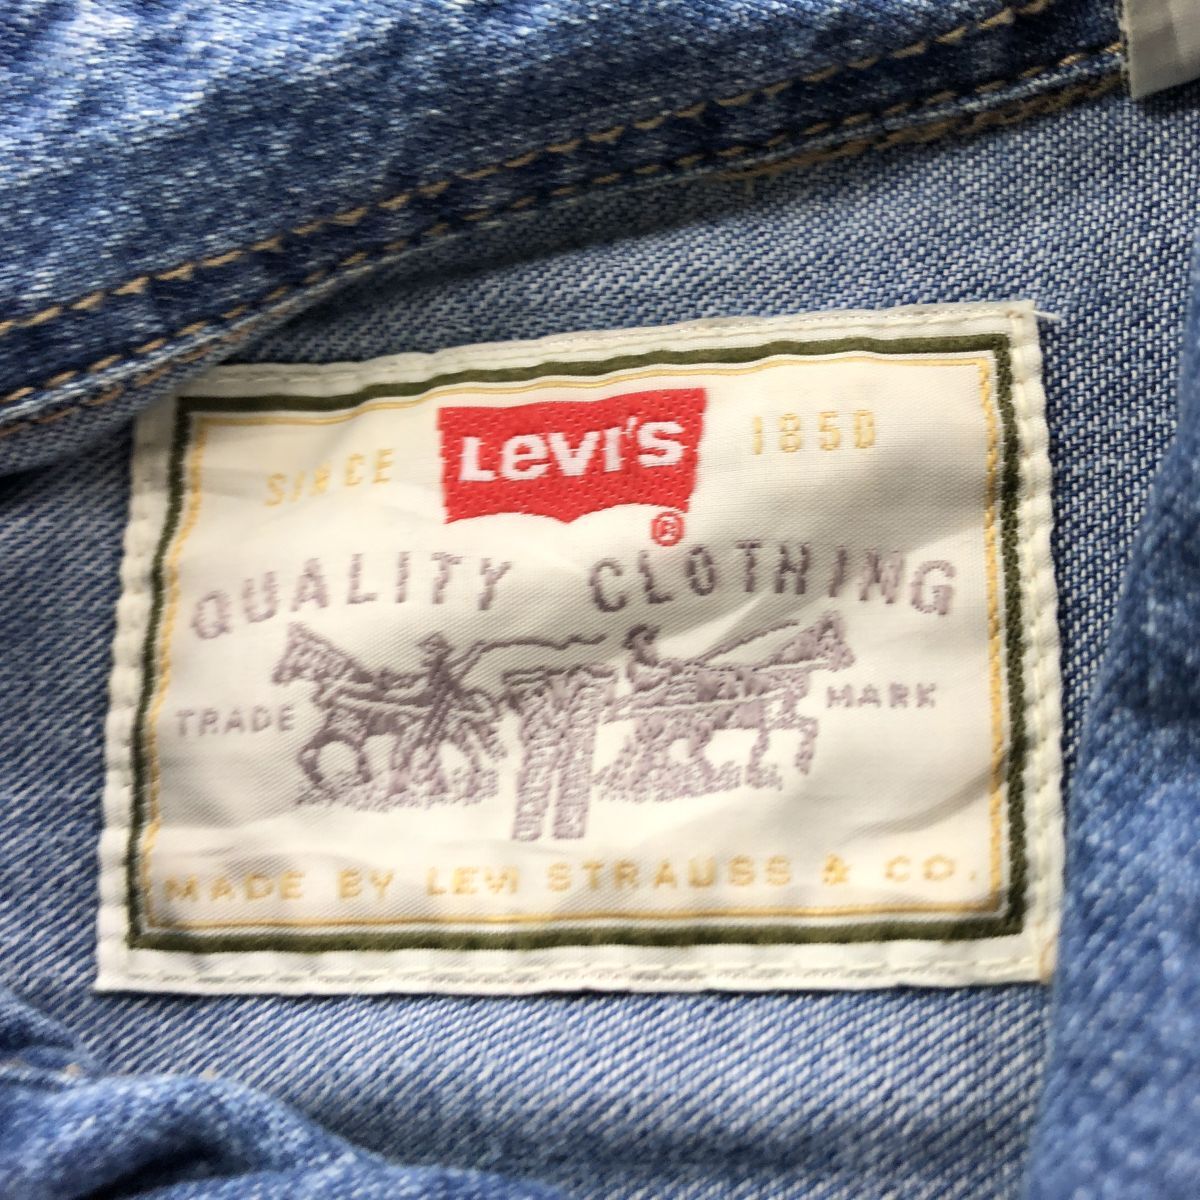 SINCE LEVI'S ® 1850
QUALITY CLOTHING
TRADE MARK
MADE BY LEVI STRAUSS & CO.